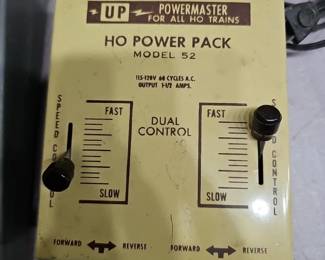 UP POWERMASTER
FOR ALL HO TRAINS
HO POWER PACK
MODEL 52
115-120V 60 CYCLES A.C.
OUTPUT 1-1/2 AMPS.
SPEED CONTROL
FAST
SLOW
DUAL
CONTROL
FAST
SLOW
SPEED CONTROL
FORWARD REVERSE
FORWARD REVERSE